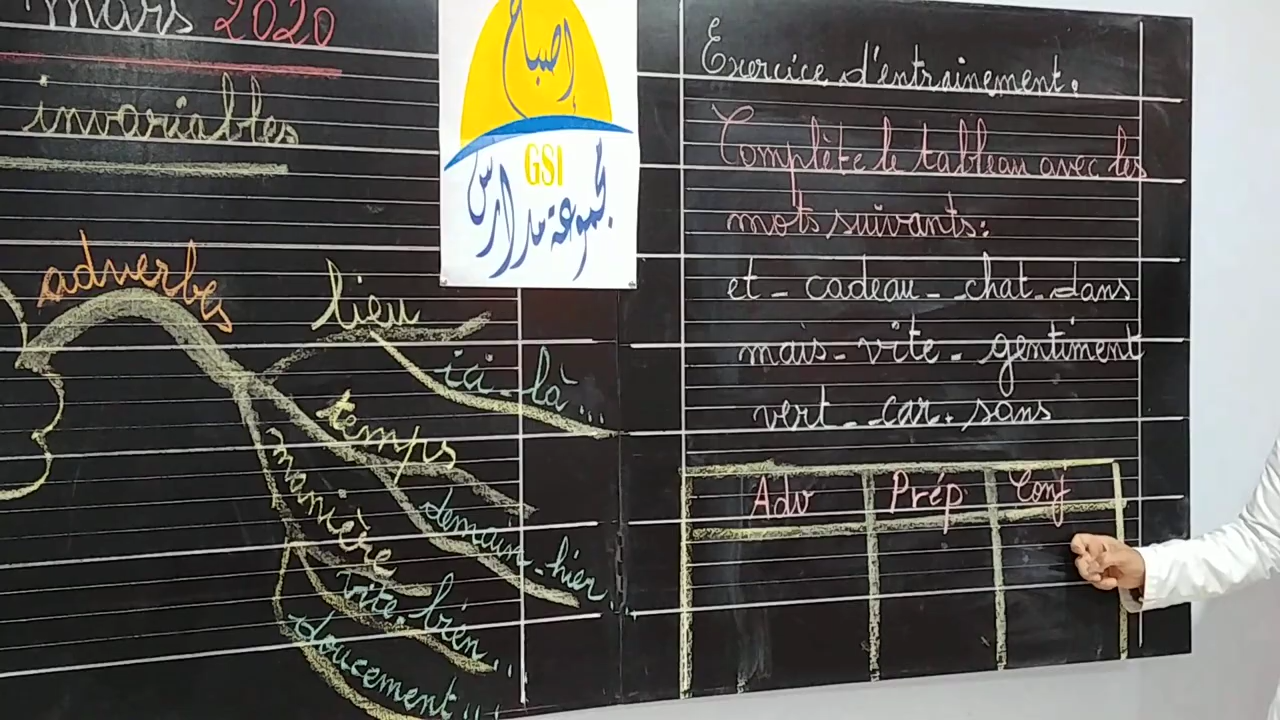 mars 2020
invariables
adverbes
lieu
ici - là...
temps
demain - hier..
manière
vite - bien..
doucement...
إصباح
GSI
مجموعة مدارس
Exercice d'entrainement.
Complète le tableau avec les
mots suivants:
et - cadeau - chat - dans
mais - vite - gentiment
vert - car - sans
Adv Prép Conj